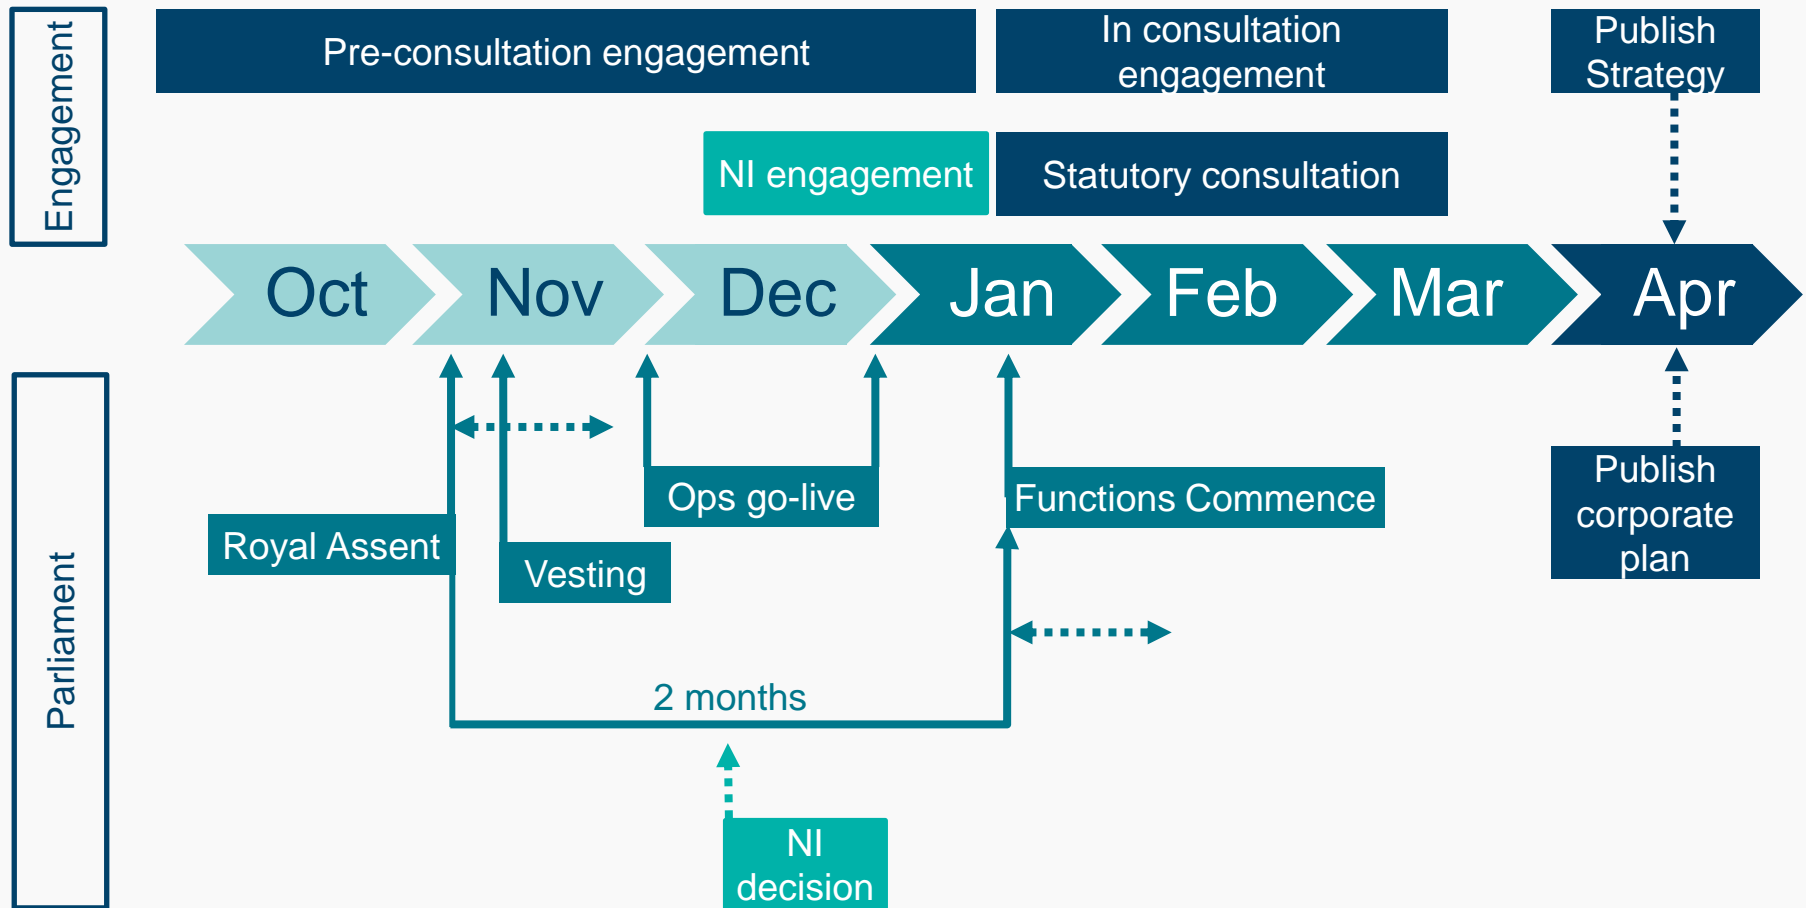 Engagement
Pre-consultation engagement
In consultation
engagement
Publish
Strategy
NI engagement
Statutory consultation
Oct
Nov
Dec
Jan
Feb
Mar
Apr
Parliament
Royal Assent
Vesting
Ops go-live
Functions Commence
Publish
corporate
plan
2 months
NI
decision